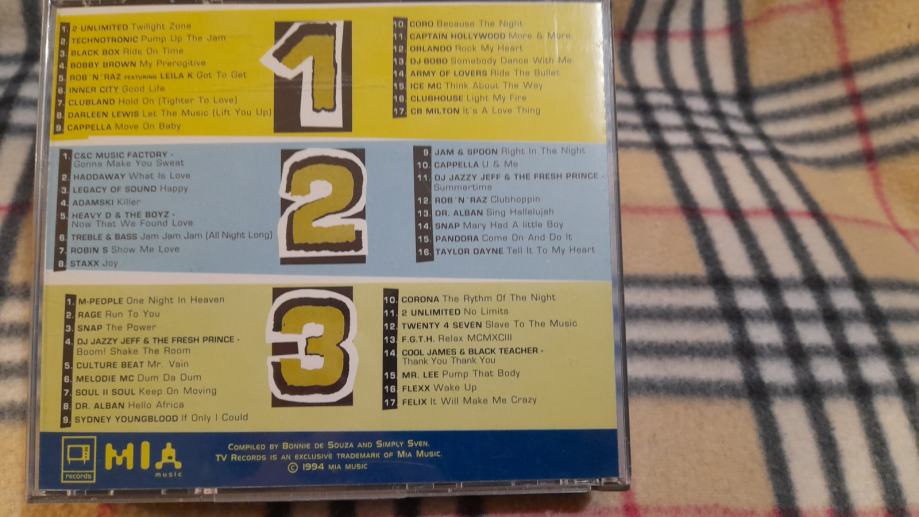 1. 2 UNLIMITED Twilight Zone
2. TECHNOTRONIC Pump Up The Jam
3. BLACK BOX Ride On Time
4. BOBBY BROWN My Prerogitive
5. ROB´N´RAZ FEATURING LEILA K Got To Get
6. INNER CITY Good Life
7. CLUBLAND Hold On (Tighter To Love)
8. DARLEEN LEWIS Let The Music (Lift You Up)
9. CAPPELLA Move On Baby
1
10. CORO Because The Night
11. CAPTAIN HOLLYWOOD More & More
12. ORLANDO Rock My Heart
13. DJ BOBO Somebody Dance With Me
14. ARMY OF LOVERS Ride The Bullet
15. ICE MC Think About The Way
16. CLUBHOUSE Light My Fire
17. CB MILTON It´s A Love Thing
1. C&C MUSIC FACTORY -
Gonna Make You Sweat
2. HADDAWAY What Is Love
3. LEGACY OF SOUND Happy
4. ADAMSKI Killer
5. HEAVY D & THE BOYZ -
Now That We Found Love
6. TREBLE & BASS Jam Jam Jam (All Night Long)
7. ROBIN S Show Me Love
8. STAXX Joy
2
9 JAM & SPOON Right In The Night
10. CAPPELLA U & Me
11. DJ JAZZY JEFF & THE FRESH PRINCE -
Summertime
12. ROB´N´RAZ Clubhoppin
13. DR. ALBAN Sing Hallelujah
14. SNAP Mary Had A little Boy
15. PANDORA Come On And Do It
16. TAYLOR DAYNE Tell It To My Heart
1. M-PEOPLE One Night In Heaven
2. RAGE Run To You
3. SNAP The Power
4. DJ JAZZY JEFF & THE FRESH PRINCE -
Boom! Shake The Room
5. CULTURE BEAT Mr. Vain
6. MELODIE MC Dum Da Dum
7. SOUL II SOUL Keep On Moving
8. DR. ALBAN Hello Africa
9. SYDNEY YOUNGBLOOD If Only I Could
3
10. CORONA The Rythm Of The Night
11. 2 UNLIMITED No Limits
12. TWENTY 4 SEVEN Slave To The Music
13. F.G.T.H. Relax MCMXCIII
14 COOL JAMES & BLACK TEACHER -
Thank You Thank You
15. MR. LEE Pump That Body
16. FLEXX Wake Up
17. FELIX It Will Make Me Crazy
records
MIA
music
COMPILED BY BONNIE DE SOUZA AND SIMPLY SVEN.
TV RECORDS IS AN EXCLUSIVE TRADEMARK OF MIA MUSIC.
© 1994 MIA MUSIC